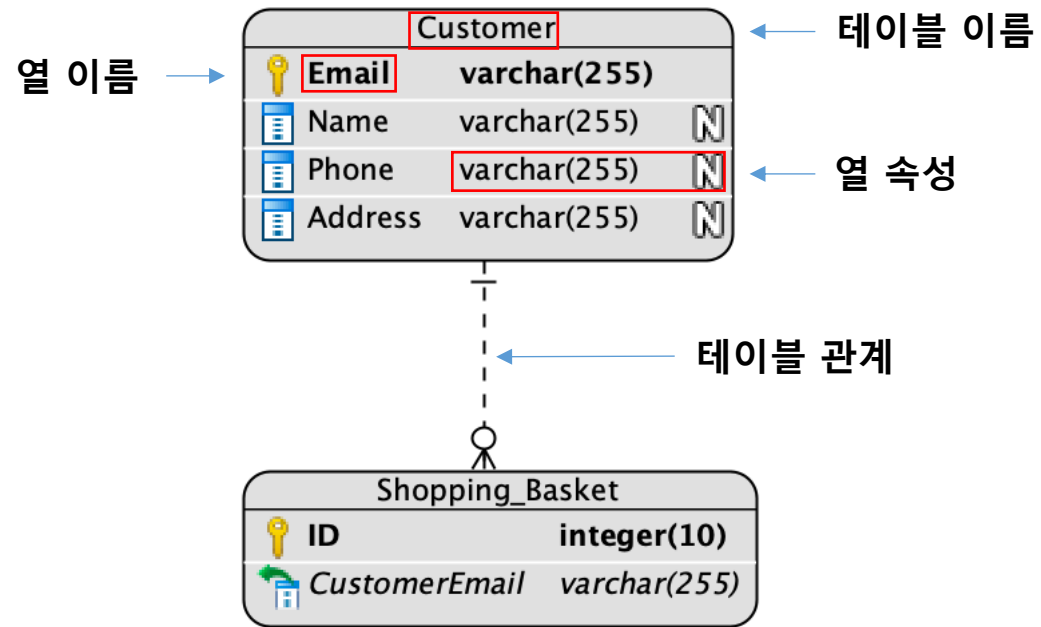 Customer
테이블 이름
열 이름
Email varchar(255)
Name varchar(255) N
Phone varchar(255) N
열 속성
Address varchar(255) N
테이블 관계
Shopping_Basket
ID integer(10)
CustomerEmail varchar(255)